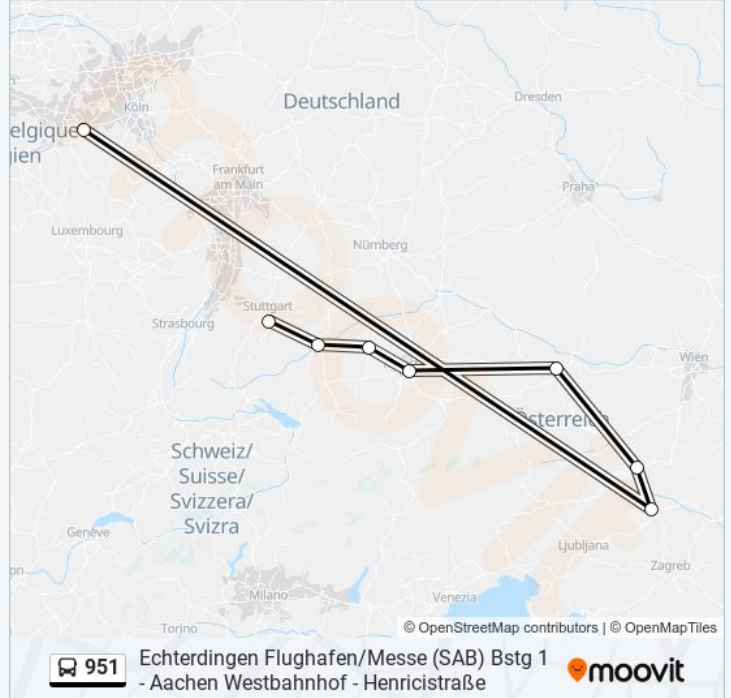 Köln
Deutschland
Dresden
elgique
gien
Frankfurt
am Main
Praha
Luxembourg
Nürnberg
Stuttgart
Strasbourg
Wien
Österreich
Schweiz/
Suisse/
Svizzera/
Svizra
Genève
Ljubljana
Zagreb
on
Milano
Venezia
Torino
© OpenStreetMap contributors | © OpenMapTiles
951
Echterdingen Flughafen/Messe (SAB) Bstg 1
- Aachen Westbahnhof - Henricistraße
moovit